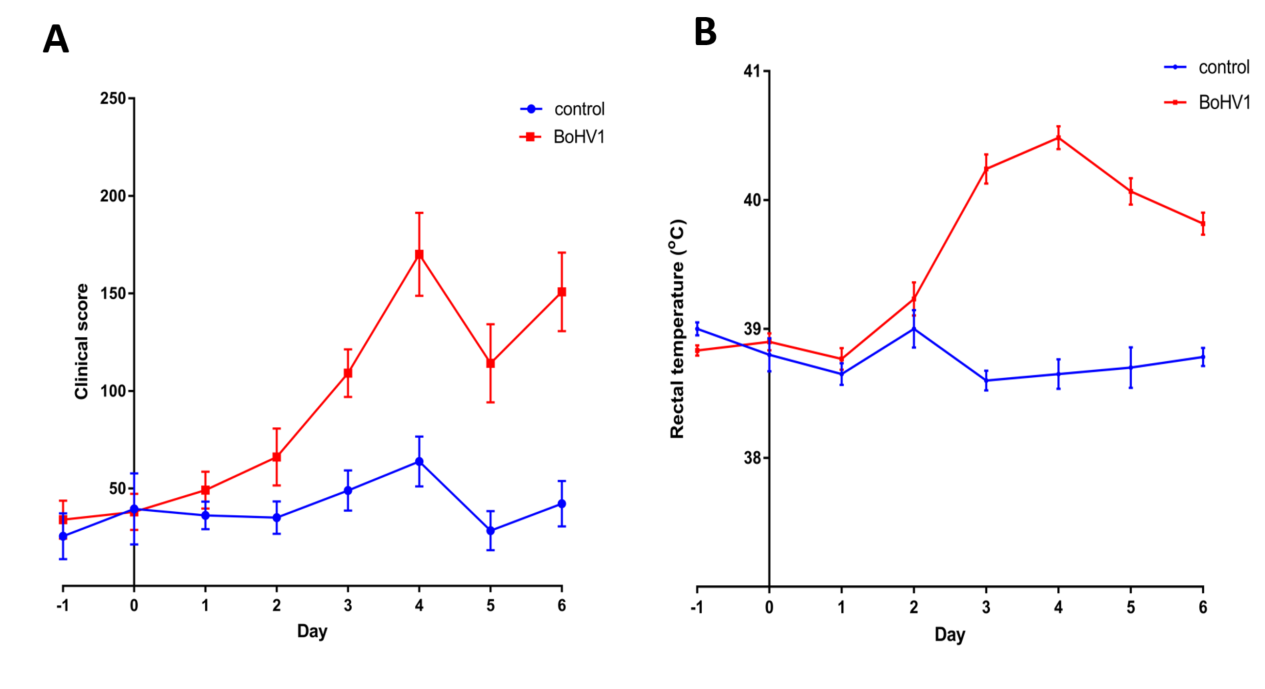 A
control
BoHV1
250
200
150
100
50
Clinical score
-1 0 1 2 3 4 5 6
Day
B
control
BoHV1
41
40
39
38
Rectal temperature (°C)
-1 0 1 2 3 4 5 6
Day